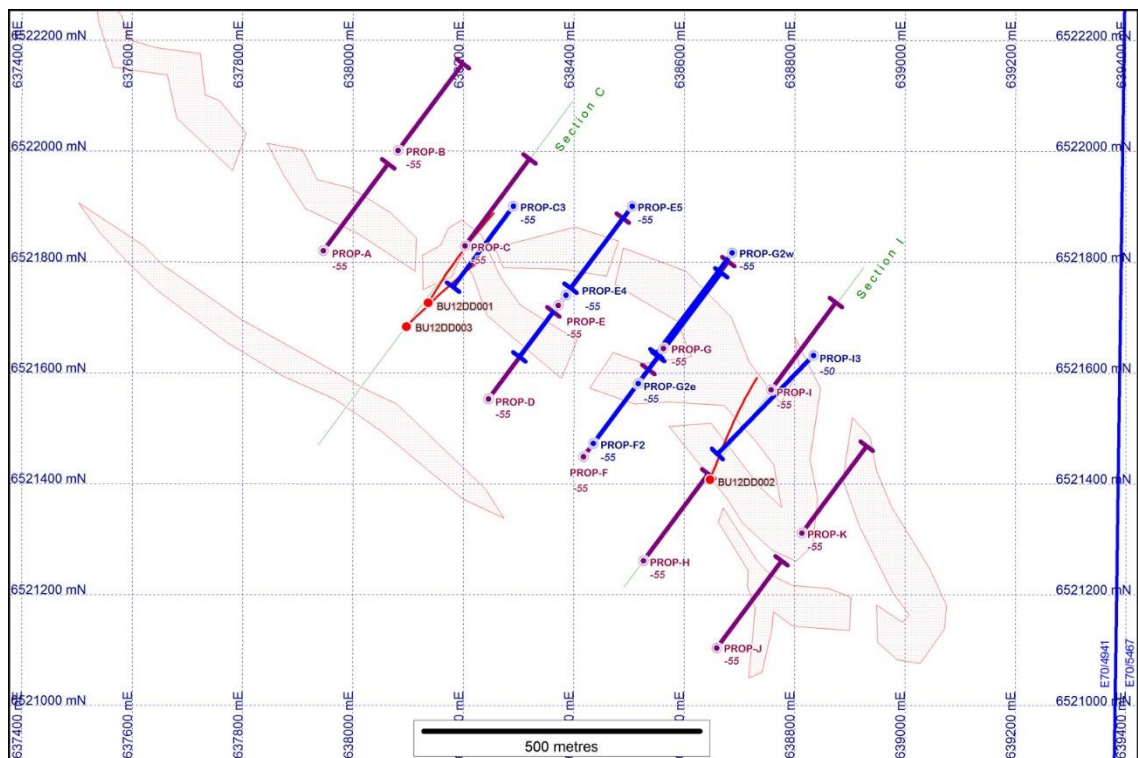 637400 mE
637600 mE
637800 mE
638000 mE
638200 mE
638400 mE
638600 mE
638800 mE
639000 mE
639200 mE
639400 mE
6522200 mN
6522200 mN
PROP-B
-55
Section C
6522000 mN
6522000 mN
PROP-C3
-55
PROP-E5
-55
PROP-A
-55
PROP-C
-55
PROP-G2w
-55
6521800 mN
6521800 mN
Section I
BU12DD001
PROP-E4
-55
BU12DD003
PROP-E
-55
PROP-G
-55
PROP-I3
-50
6521600 mN
6521600 mN
PROP-G2e
-55
PROP-I
-55
PROP-D
-55
PROP-F2
-55
PROP-F
-55
6521400 mN
6521400 mN
BU12DD002
PROP-K
-55
PROP-H
-55
6521200 mN
6521200 mN
PROP-J
-55
E70/4941
E70/5467
6521000 mN
6521000 mN
637400 mE
637600 mE
637800 mE
638000 mE
638800 mE
639000 mE
639200 mE
639400 mE
500 metres